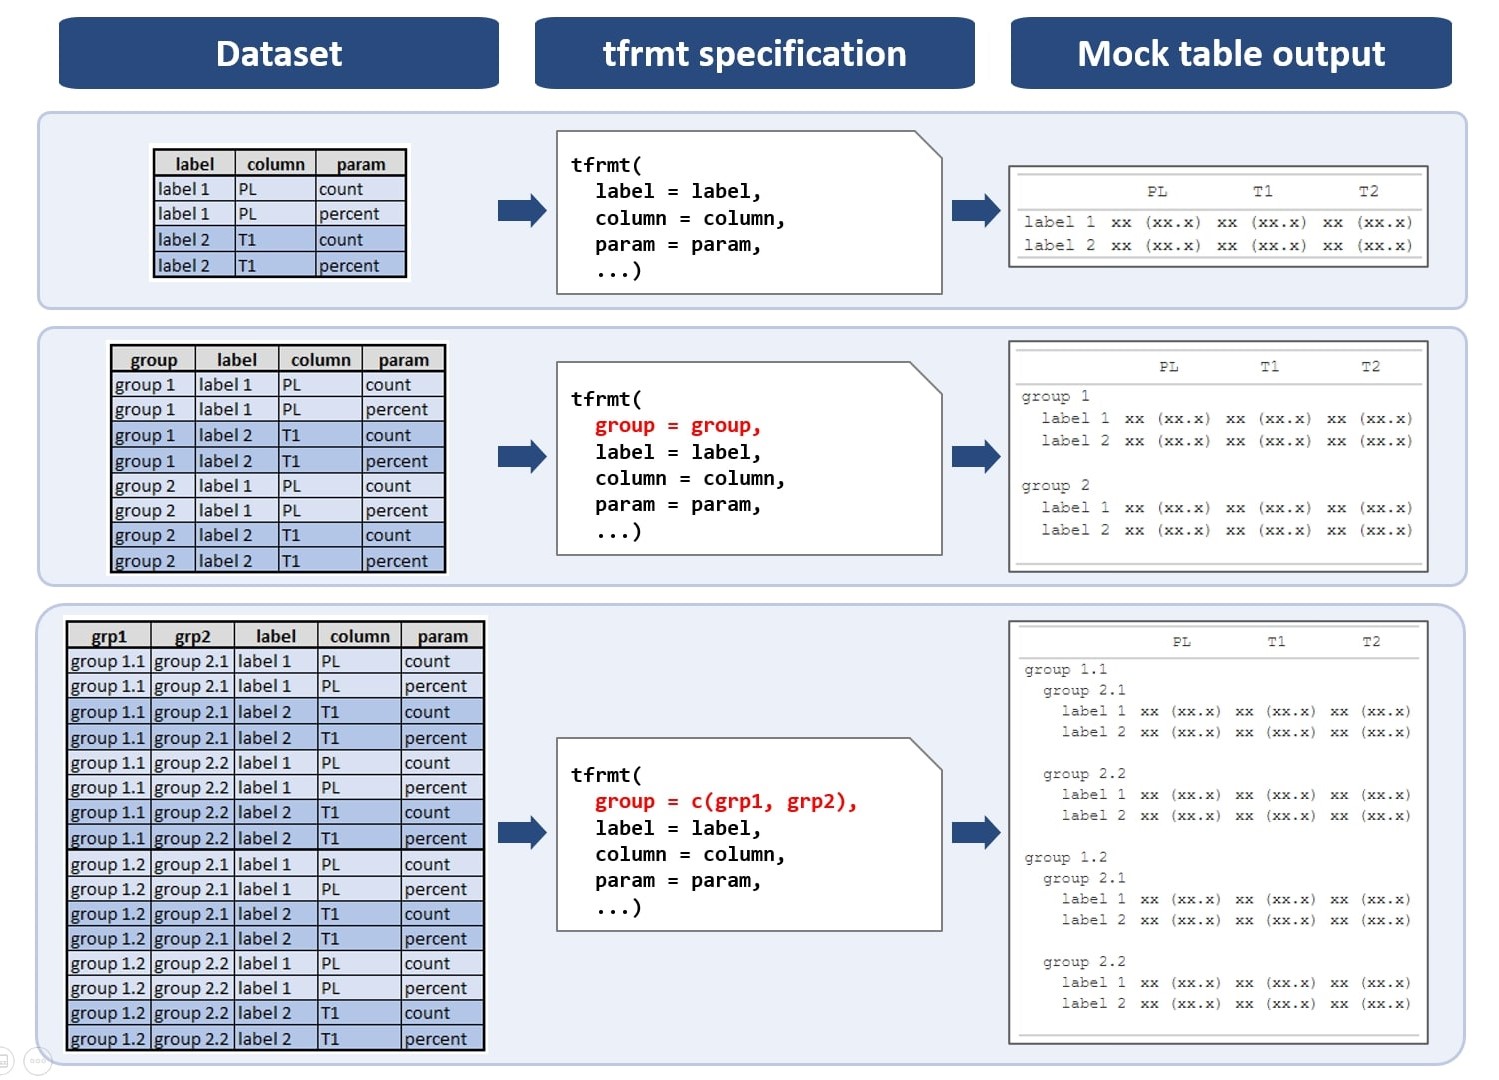 Dataset
tfrmt specification
Mock table output
label column param
label 1 PL count
label 1 PL percent
label 2 T1 count
label 2 T1 percent
tfrmt(
label = label,
column = column,
param = param,
...)
PL T1 T2
label 1 xx (xx.x) xx (xx.x) xx (xx.x)
label 2 xx (xx.x) xx (xx.x) xx (xx.x)
group label column param
group 1 label 1 PL count
group 1 label 1 PL percent
group 1 label 2 T1 count
group 1 label 2 T1 percent
group 2 label 1 PL count
group 2 label 1 PL percent
group 2 label 2 T1 count
group 2 label 2 T1 percent
tfrmt(
group = group,
label = label,
column = column,
param = param,
...)
PL T1 T2
group 1
label 1 xx (xx.x) xx (xx.x) xx (xx.x)
label 2 xx (xx.x) xx (xx.x) xx (xx.x)
group 2
label 1 xx (xx.x) xx (xx.x) xx (xx.x)
label 2 xx (xx.x) xx (xx.x) xx (xx.x)
grp1 grp2 label column param
group 1.1 group 2.1 label 1 PL count
group 1.1 group 2.1 label 1 PL percent
group 1.1 group 2.1 label 2 T1 count
group 1.1 group 2.1 label 2 T1 percent
group 1.1 group 2.2 label 1 PL count
group 1.1 group 2.2 label 1 PL percent
group 1.1 group 2.2 label 2 T1 count
group 1.1 group 2.2 label 2 T1 percent
group 1.2 group 2.1 label 1 PL count
group 1.2 group 2.1 label 1 PL percent
group 1.2 group 2.1 label 2 T1 count
group 1.2 group 2.1 label 2 T1 percent
group 1.2 group 2.2 label 1 PL count
group 1.2 group 2.2 label 1 PL percent
group 1.2 group 2.2 label 2 T1 count
group 1.2 group 2.2 label 2 T1 percent
tfrmt(
group = c(grp1, grp2),
label = label,
column = column,
param = param,
...)
PL T1 T2
group 1.1
group 2.1
label 1 xx (xx.x) xx (xx.x) xx (xx.x)
label 2 xx (xx.x) xx (xx.x) xx (xx.x)
group 2.2
label 1 xx (xx.x) xx (xx.x) xx (xx.x)
label 2 xx (xx.x) xx (xx.x) xx (xx.x)
group 1.2
group 2.1
label 1 xx (xx.x) xx (xx.x) xx (xx.x)
label 2 xx (xx.x) xx (xx.x) xx (xx.x)
group 2.2
label 1 xx (xx.x) xx (xx.x) xx (xx.x)
label 2 xx (xx.x) xx (xx.x) xx (xx.x)